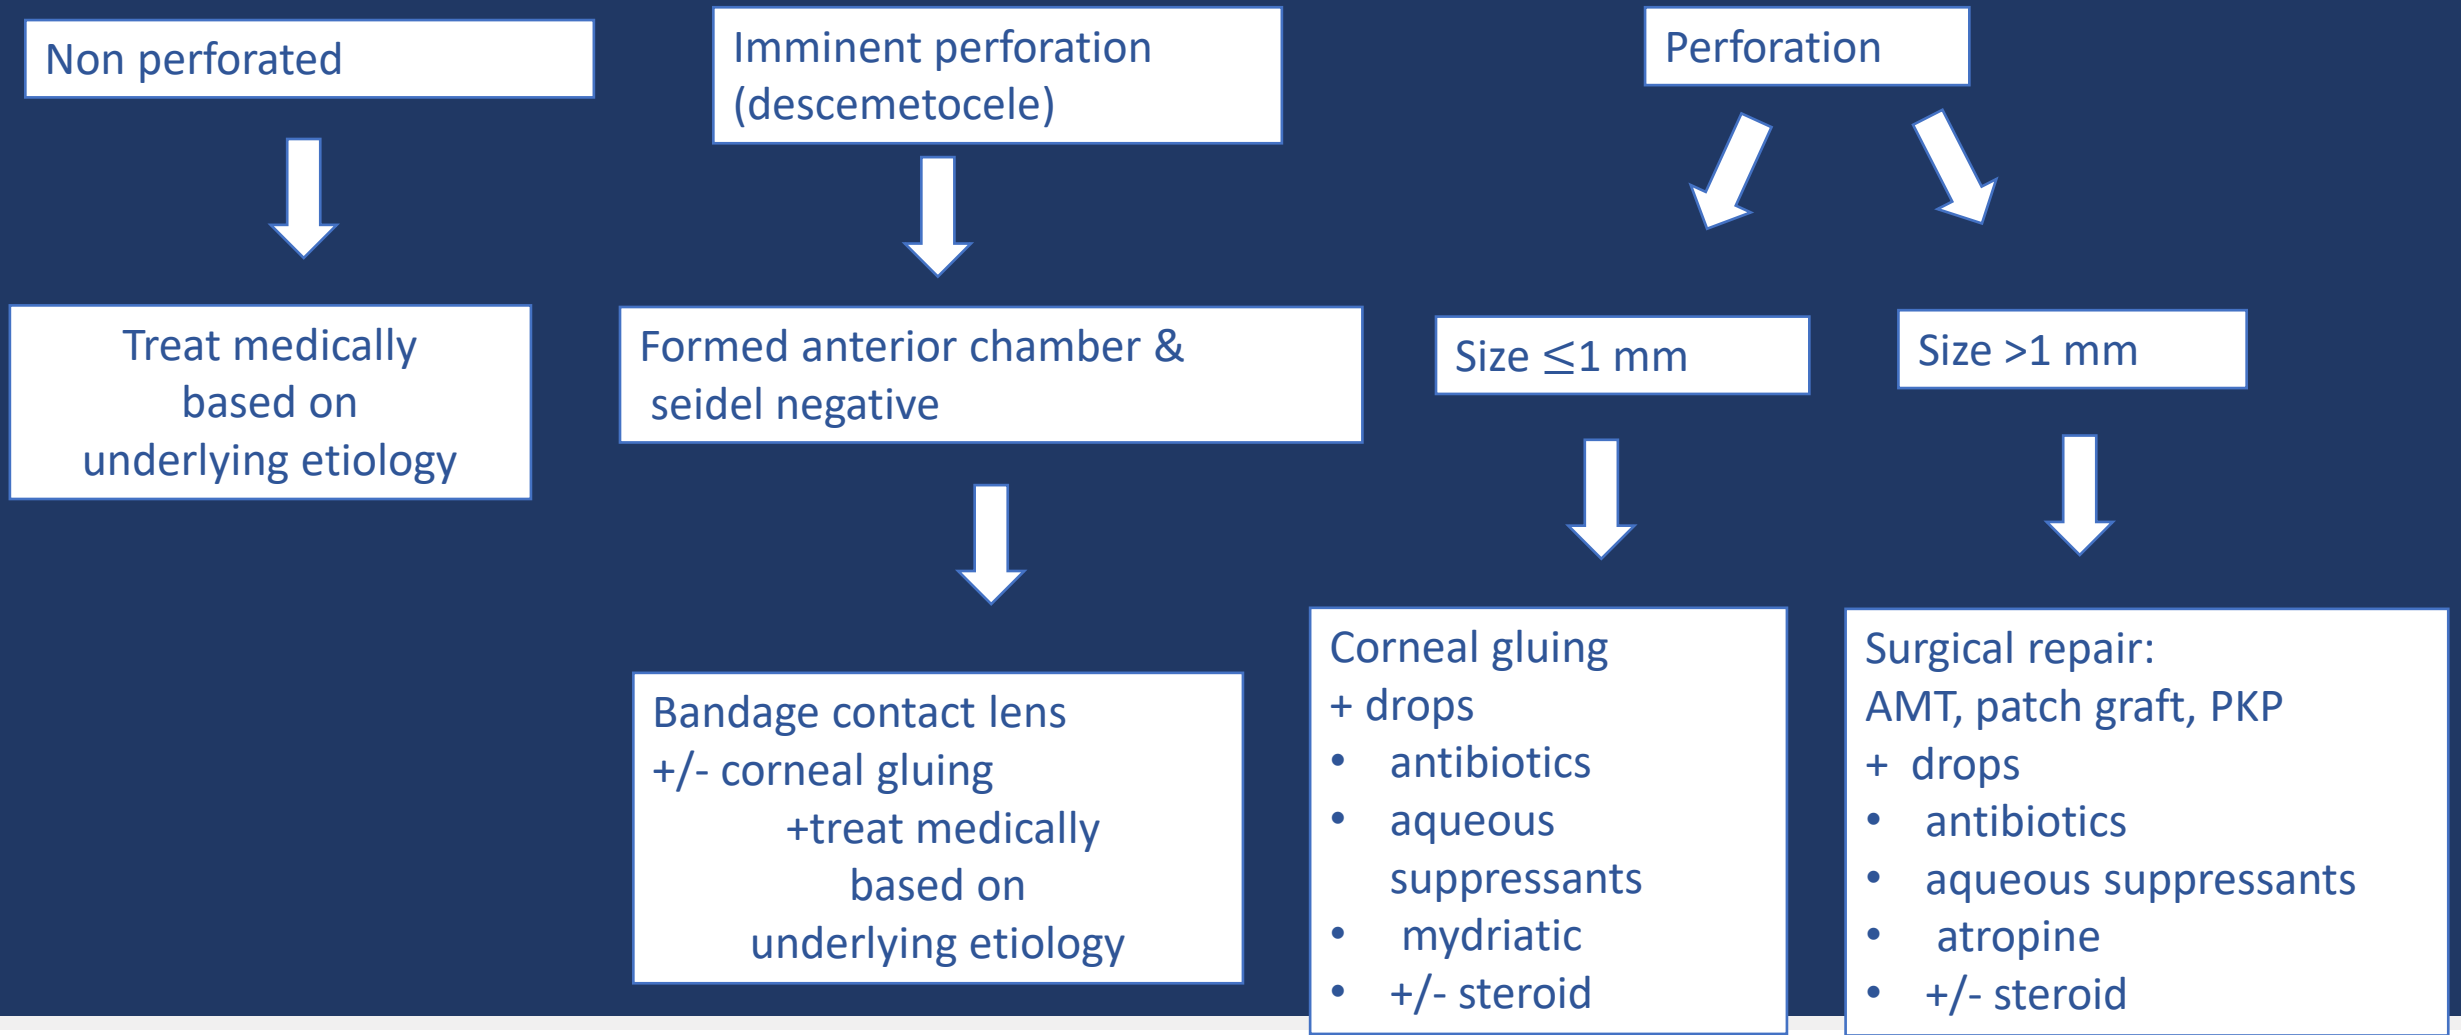 Non perforated
Treat medically
based on
underlying etiology
Imminent perforation
(descemetocele)
Formed anterior chamber &
seidel negative
Bandage contact lens
+/- corneal gluing
+treat medically
based on
underlying etiology
Perforation
Size ≤1 mm
Corneal gluing
+ drops
• antibiotics
• aqueous
suppressants
• mydriatic
• +/- steroid
Size >1 mm
Surgical repair:
AMT, patch graft, PKP
+ drops
• antibiotics
• aqueous suppressants
• atropine
• +/- steroid